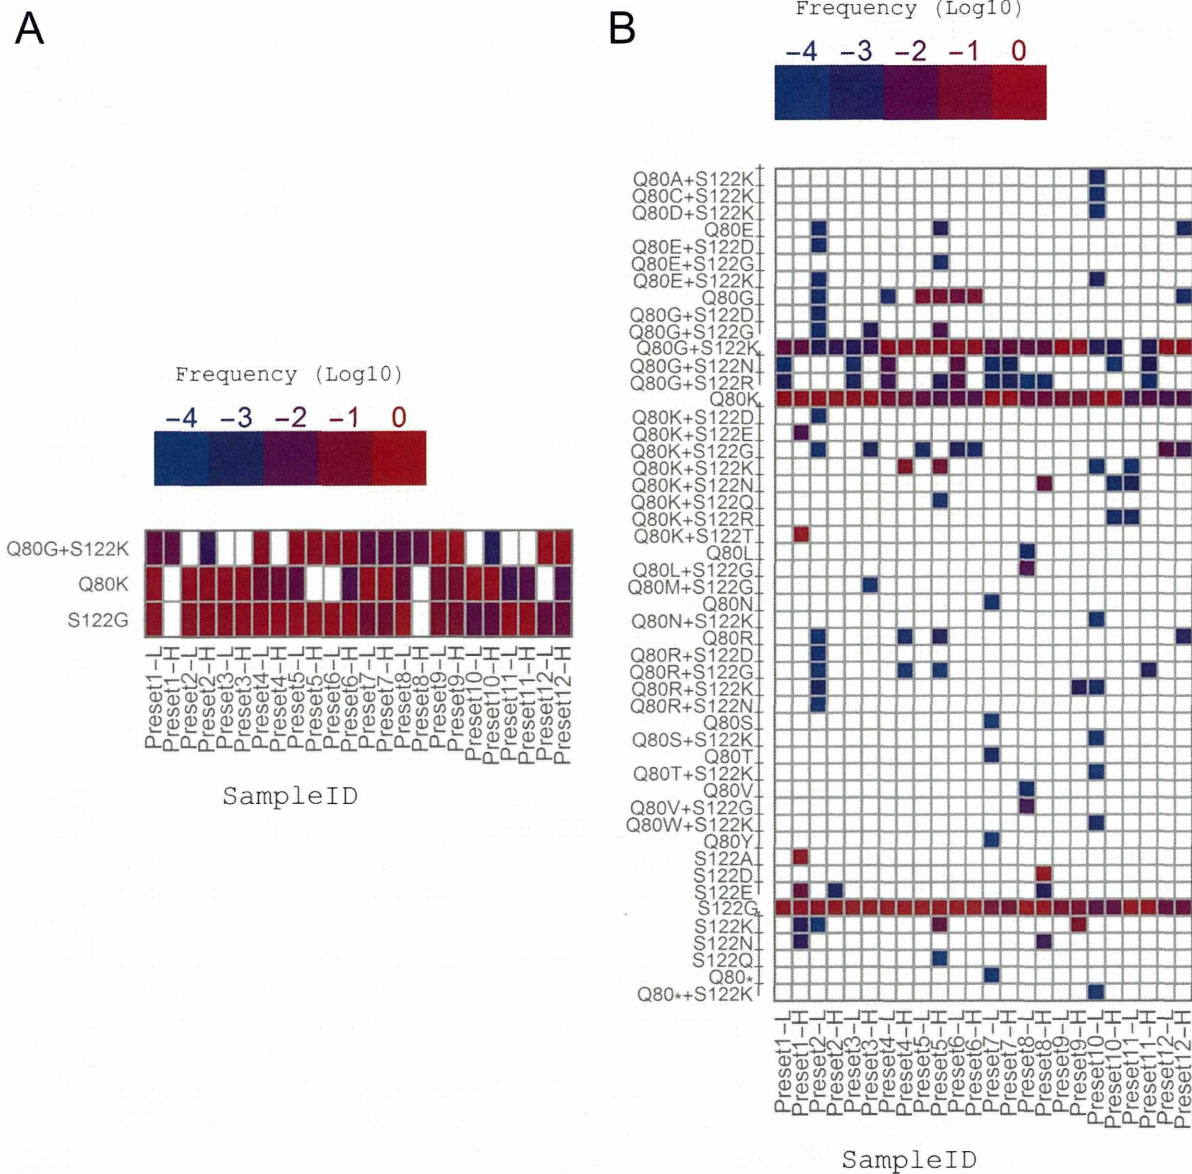 A
Frequency (Log10)
-4 -3 -2 -1 0
Q80G+S122K
Q80K
S122G
Preset1-L
Preset1-H
Preset2-L
Preset2-H
Preset3-L
Preset3-H
Preset4-L
Preset4-H
Preset5-L
Preset5-H
Preset6-L
Preset6-H
Preset7-L
Preset7-H
Preset8-L
Preset8-H
Preset9-L
Preset9-H
Preset10-L
Preset10-H
Preset11-L
Preset11-H
Preset12-L
Preset12-H
SampleID
B
Frequency (Log10)
-4 -3 -2 -1 0
Q80A+S122K
Q80C+S122K
Q80D+S122K
Q80E
Q80E+S122D
Q80E+S122G
Q80E+S122K
Q80G
Q80G+S122D
Q80G+S122G
Q80G+S122K
Q80G+S122N
Q80G+S122R
Q80K
Q80K+S122D
Q80K+S122E
Q80K+S122G
Q80K+S122K
Q80K+S122N
Q80K+S122Q
Q80K+S122R
Q80K+S122T
Q80L
Q80L+S122G
Q80M+S122G
Q80N
Q80N+S122K
Q80R
Q80R+S122D
Q80R+S122G
Q80R+S122K
Q80R+S122N
Q80S
Q80S+S122K
Q80T
Q80T+S122K
Q80V
Q80V+S122G
Q80W+S122K
Q80Y
S122A
S122D
S122E
S122G
S122K
S122N
S122Q
Q80*
Q80*+S122K
Preset1-L
Preset1-H
Preset2-L
Preset2-H
Preset3-L
Preset3-H
Preset4-L
Preset4-H
Preset5-L
Preset5-H
Preset6-L
Preset6-H
Preset7-L
Preset7-H
Preset8-L
Preset8-H
Preset9-L
Preset9-H
Preset10-L
Preset10-H
Preset11-L
Preset11-H
Preset12-L
Preset12-H
SampleID